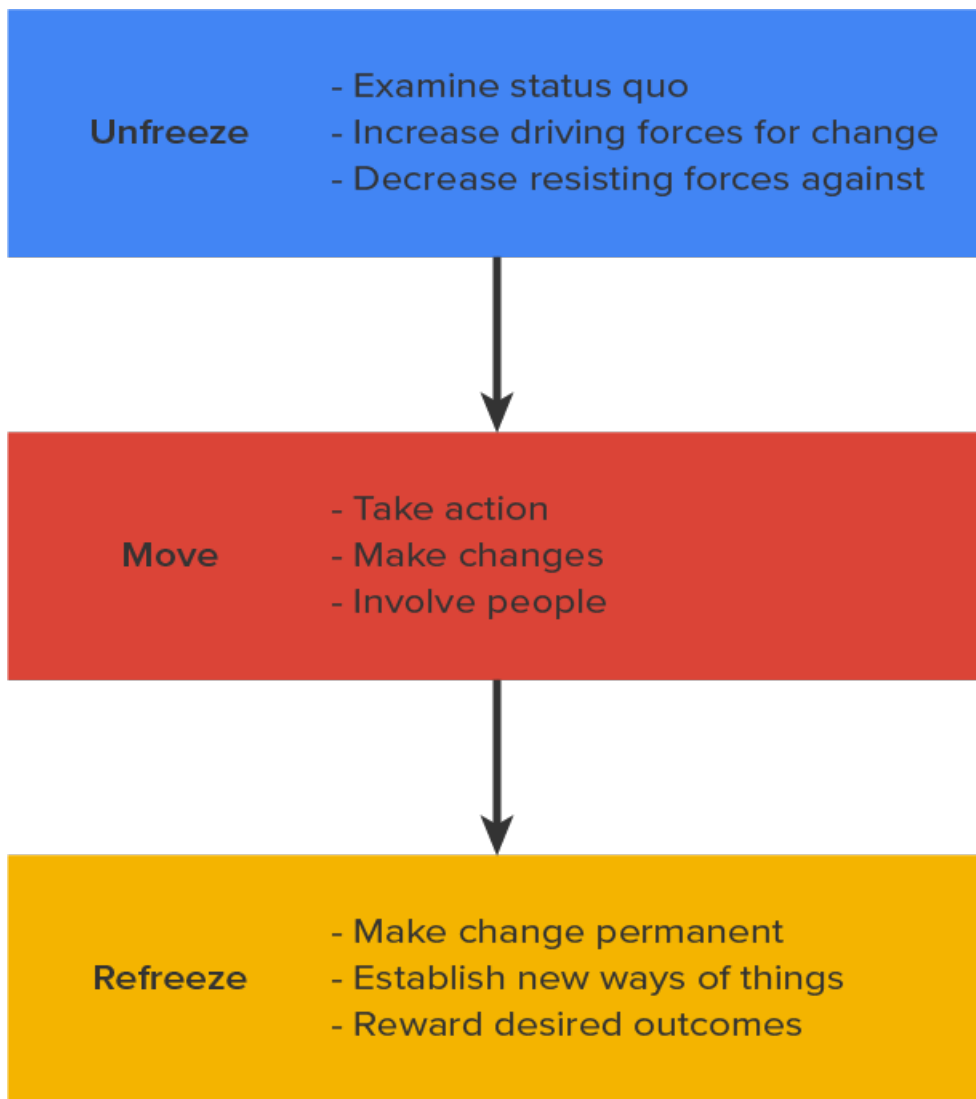 Unfreeze
- Examine status quo
- Increase driving forces for change
- Decrease resisting forces against
Move
- Take action
- Make changes
- Involve people
Refreeze
- Make change permanent
- Establish new ways of things
- Reward desired outcomes